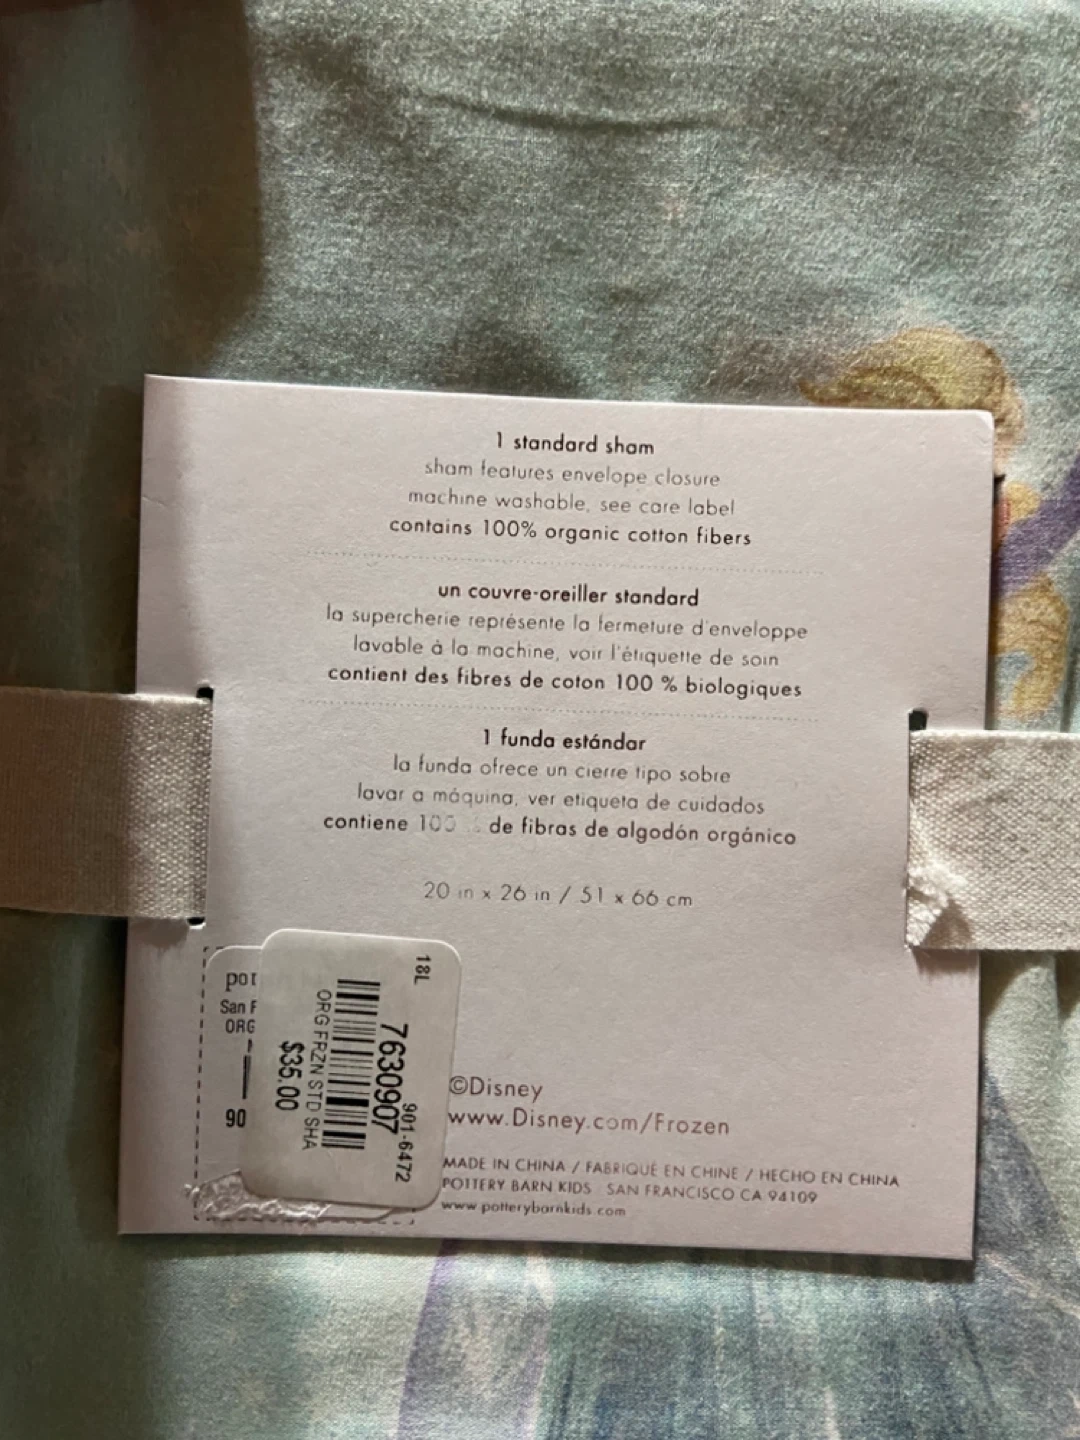 1 standard sham
sham features envelope closure
machine washable, see care label
contains 100% organic cotton fibers
un couvre-oreiller standard
la supercherie représente la fermeture d'enveloppe
lavable à la machine, voir l'étiquette de soin
contient des fibres de coton 100 % biologiques
1 funda estándar
la funda ofrece un cierre tipo sobre
lavar a máquina, ver etiqueta de cuidados
contiene 100 % de fibras de algodón orgánico
20 in x 26 in / 51 x 66 cm
18L
7630907
901-6472
ORG FRZN STD SHA
$35.00
San F
ORG
90
©Disney
www.Disney.com/Frozen
MADE IN CHINA / FABRIQUÉ EN CHINE / HECHO EN CHINA
POTTERY BARN KIDS SAN FRANCISCO CA 94109
www.potterybarnkids.com